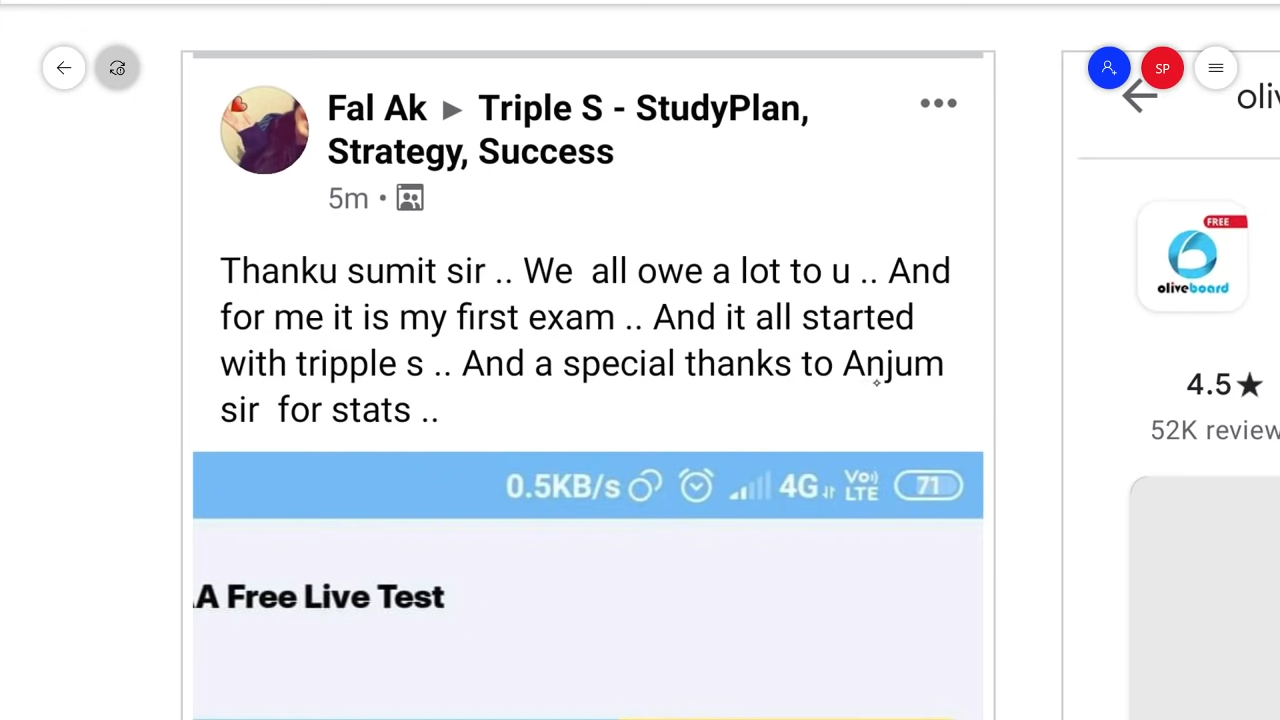 SP
Fal Ak ► Triple S - StudyPlan,
Strategy, Success
5m •
Thanku sumit sir .. We all owe a lot to u .. And
for me it is my first exam .. And it all started
with tripple s .. And a special thanks to Anjum
sir for stats ..
0.5KB/s 4G Vo) LTE 71
A Free Live Test
oliv
FREE
oliveboard
4.5★
52K review